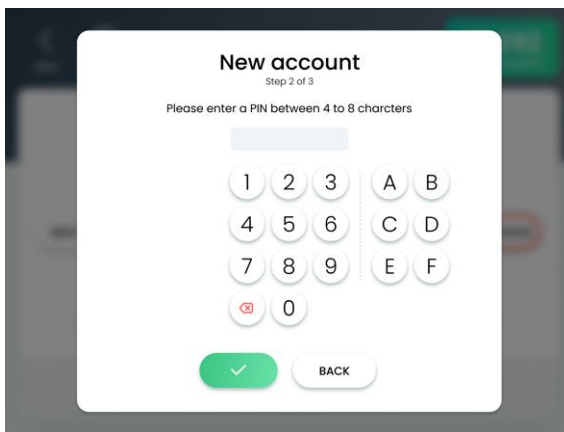 New account
Step 2 of 3
Please enter a PIN between 4 to 8 charcters
1 2 3 A B
4 5 6 C D
7 8 9 E F
0
BACK